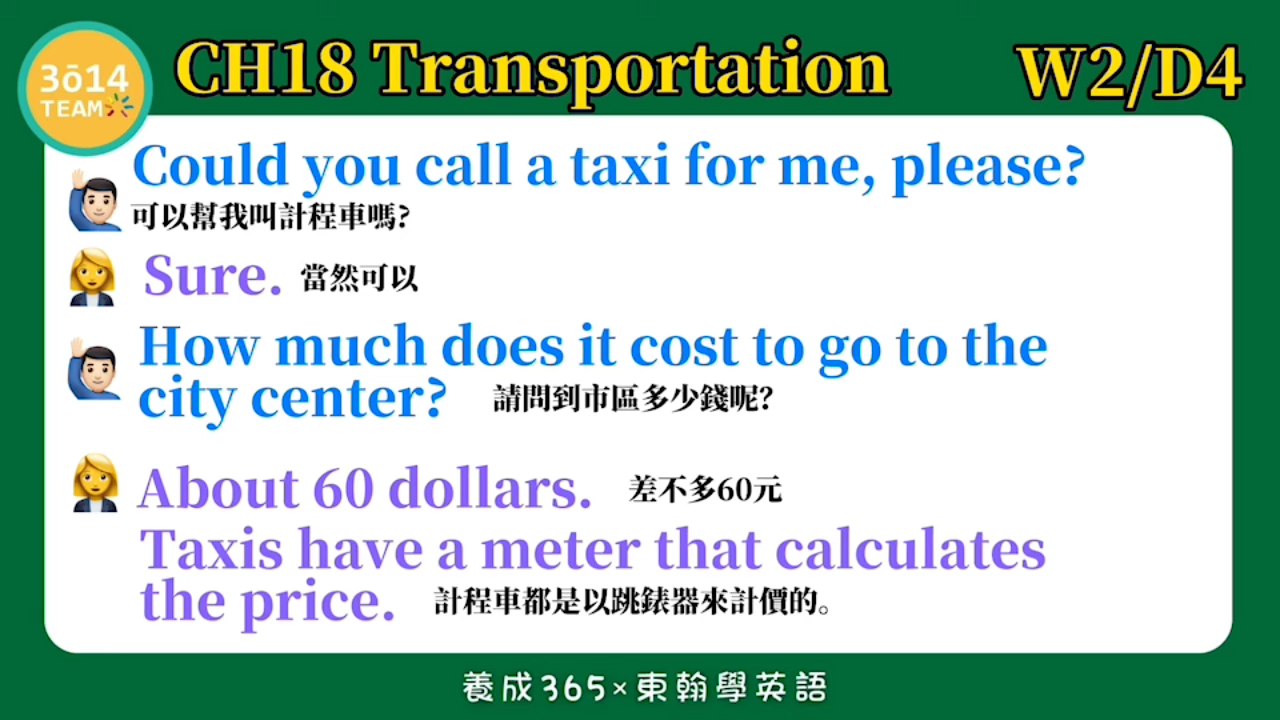 3ō14
TEAM
CH18 Transportation
W2/D4
Could you call a taxi for me, please?
可以幫我叫計程車嗎?
Sure. 當然可以
How much does it cost to go to the
city center? 請問到市區多少錢呢?
About 60 dollars. 差不多60元
Taxis have a meter that calculates
the price. 計程車都是以跳錶器來計價的。
養成365×東翰學英語